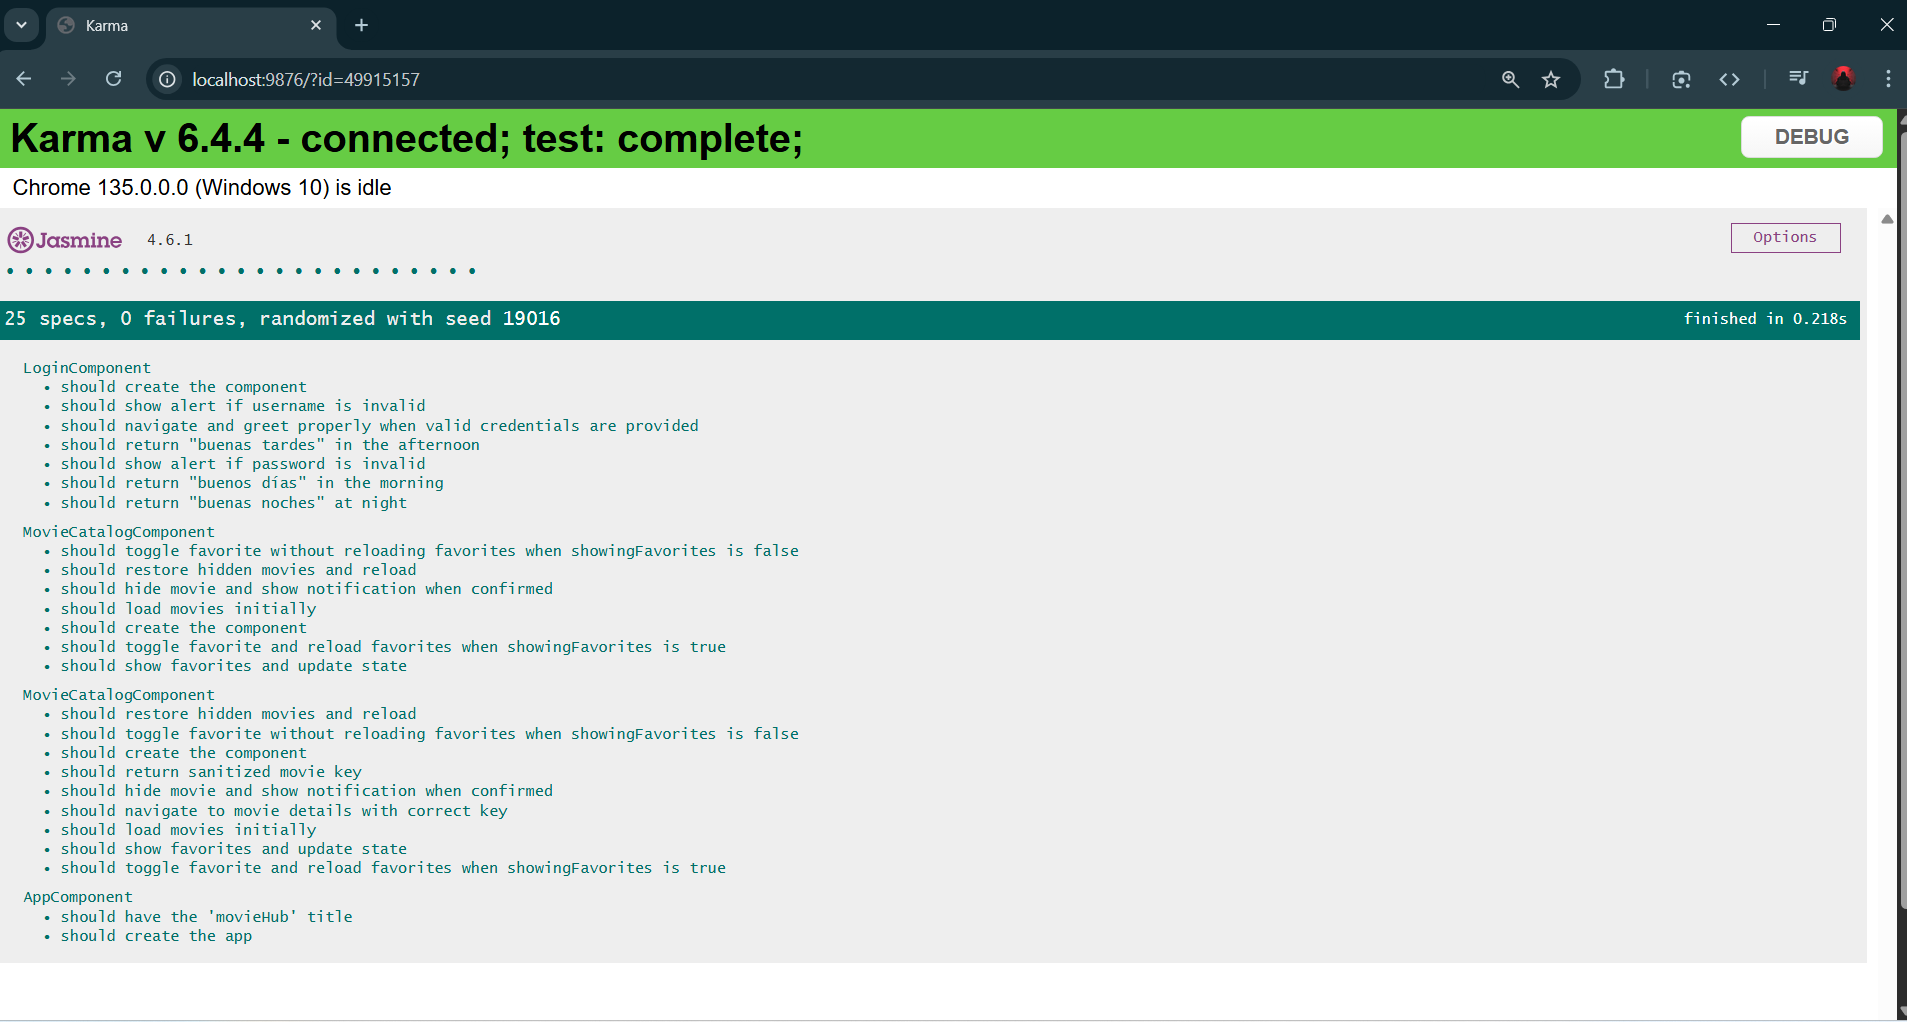 Karma
localhost:9876/?id=49915157
Karma v 6.4.4 - connected; test: complete;
DEBUG
Chrome 135.0.0.0 (Windows 10) is idle
Jasmine 4.6.1
Options
25 specs, 0 failures, randomized with seed 19016
finished in 0.218s
LoginComponent
• should create the component
• should show alert if username is invalid
• should navigate and greet properly when valid credentials are provided
• should return "buenas tardes" in the afternoon
• should show alert if password is invalid
• should return "buenos días" in the morning
• should return "buenas noches" at night
MovieCatalogComponent
• should toggle favorite without reloading favorites when showingFavorites is false
• should restore hidden movies and reload
• should hide movie and show notification when confirmed
• should load movies initially
• should create the component
• should toggle favorite and reload favorites when showingFavorites is true
• should show favorites and update state
MovieCatalogComponent
• should restore hidden movies and reload
• should toggle favorite without reloading favorites when showingFavorites is false
• should create the component
• should return sanitized movie key
• should hide movie and show notification when confirmed
• should navigate to movie details with correct key
• should load movies initially
• should show favorites and update state
• should toggle favorite and reload favorites when showingFavorites is true
AppComponent
• should have the 'movieHub' title
• should create the app